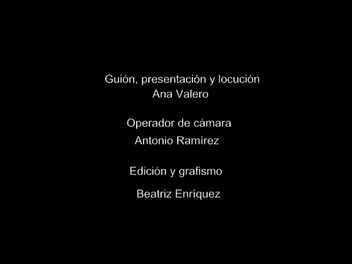 Guión, presentación y locución
Ana Valero
Operador de cámara
Antonio Ramírez
Edición y grafismo
Beatriz Enríquez